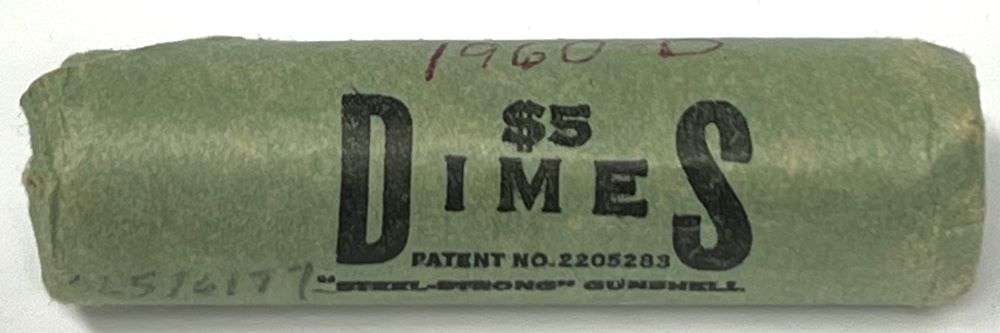 1960 D
$5
DIMES
PATENT NO. 2205283
"STEEL-STRONG" GUNSHELL